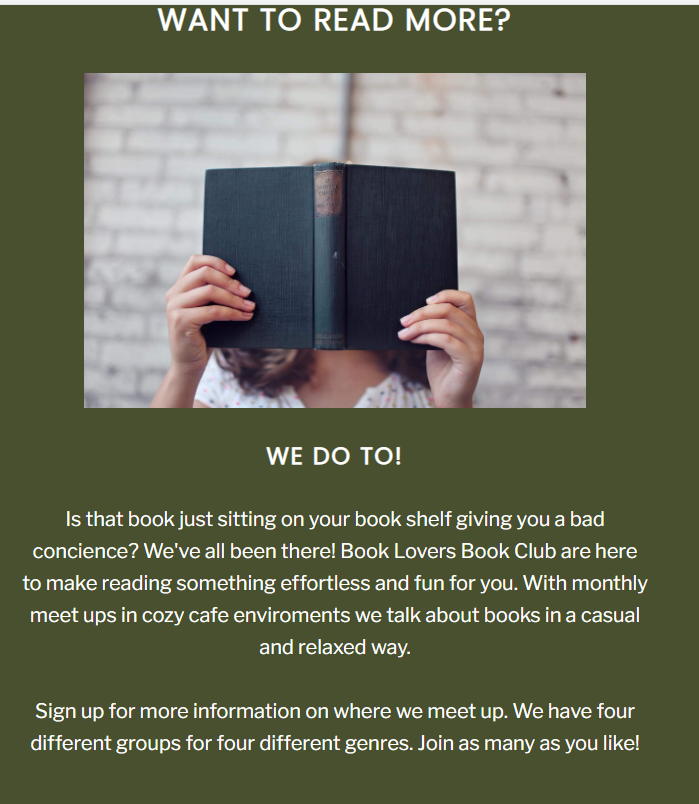 WANT TO READ MORE?
WE DO TO!
Is that book just sitting on your book shelf giving you a bad
concience? We've all been there! Book Lovers Book Club are here
to make reading something effortless and fun for you. With monthly
meet ups in cozy cafe enviroments we talk about books in a casual
and relaxed way.
Sign up for more information on where we meet up. We have four
different groups for four different genres. Join as many as you like!